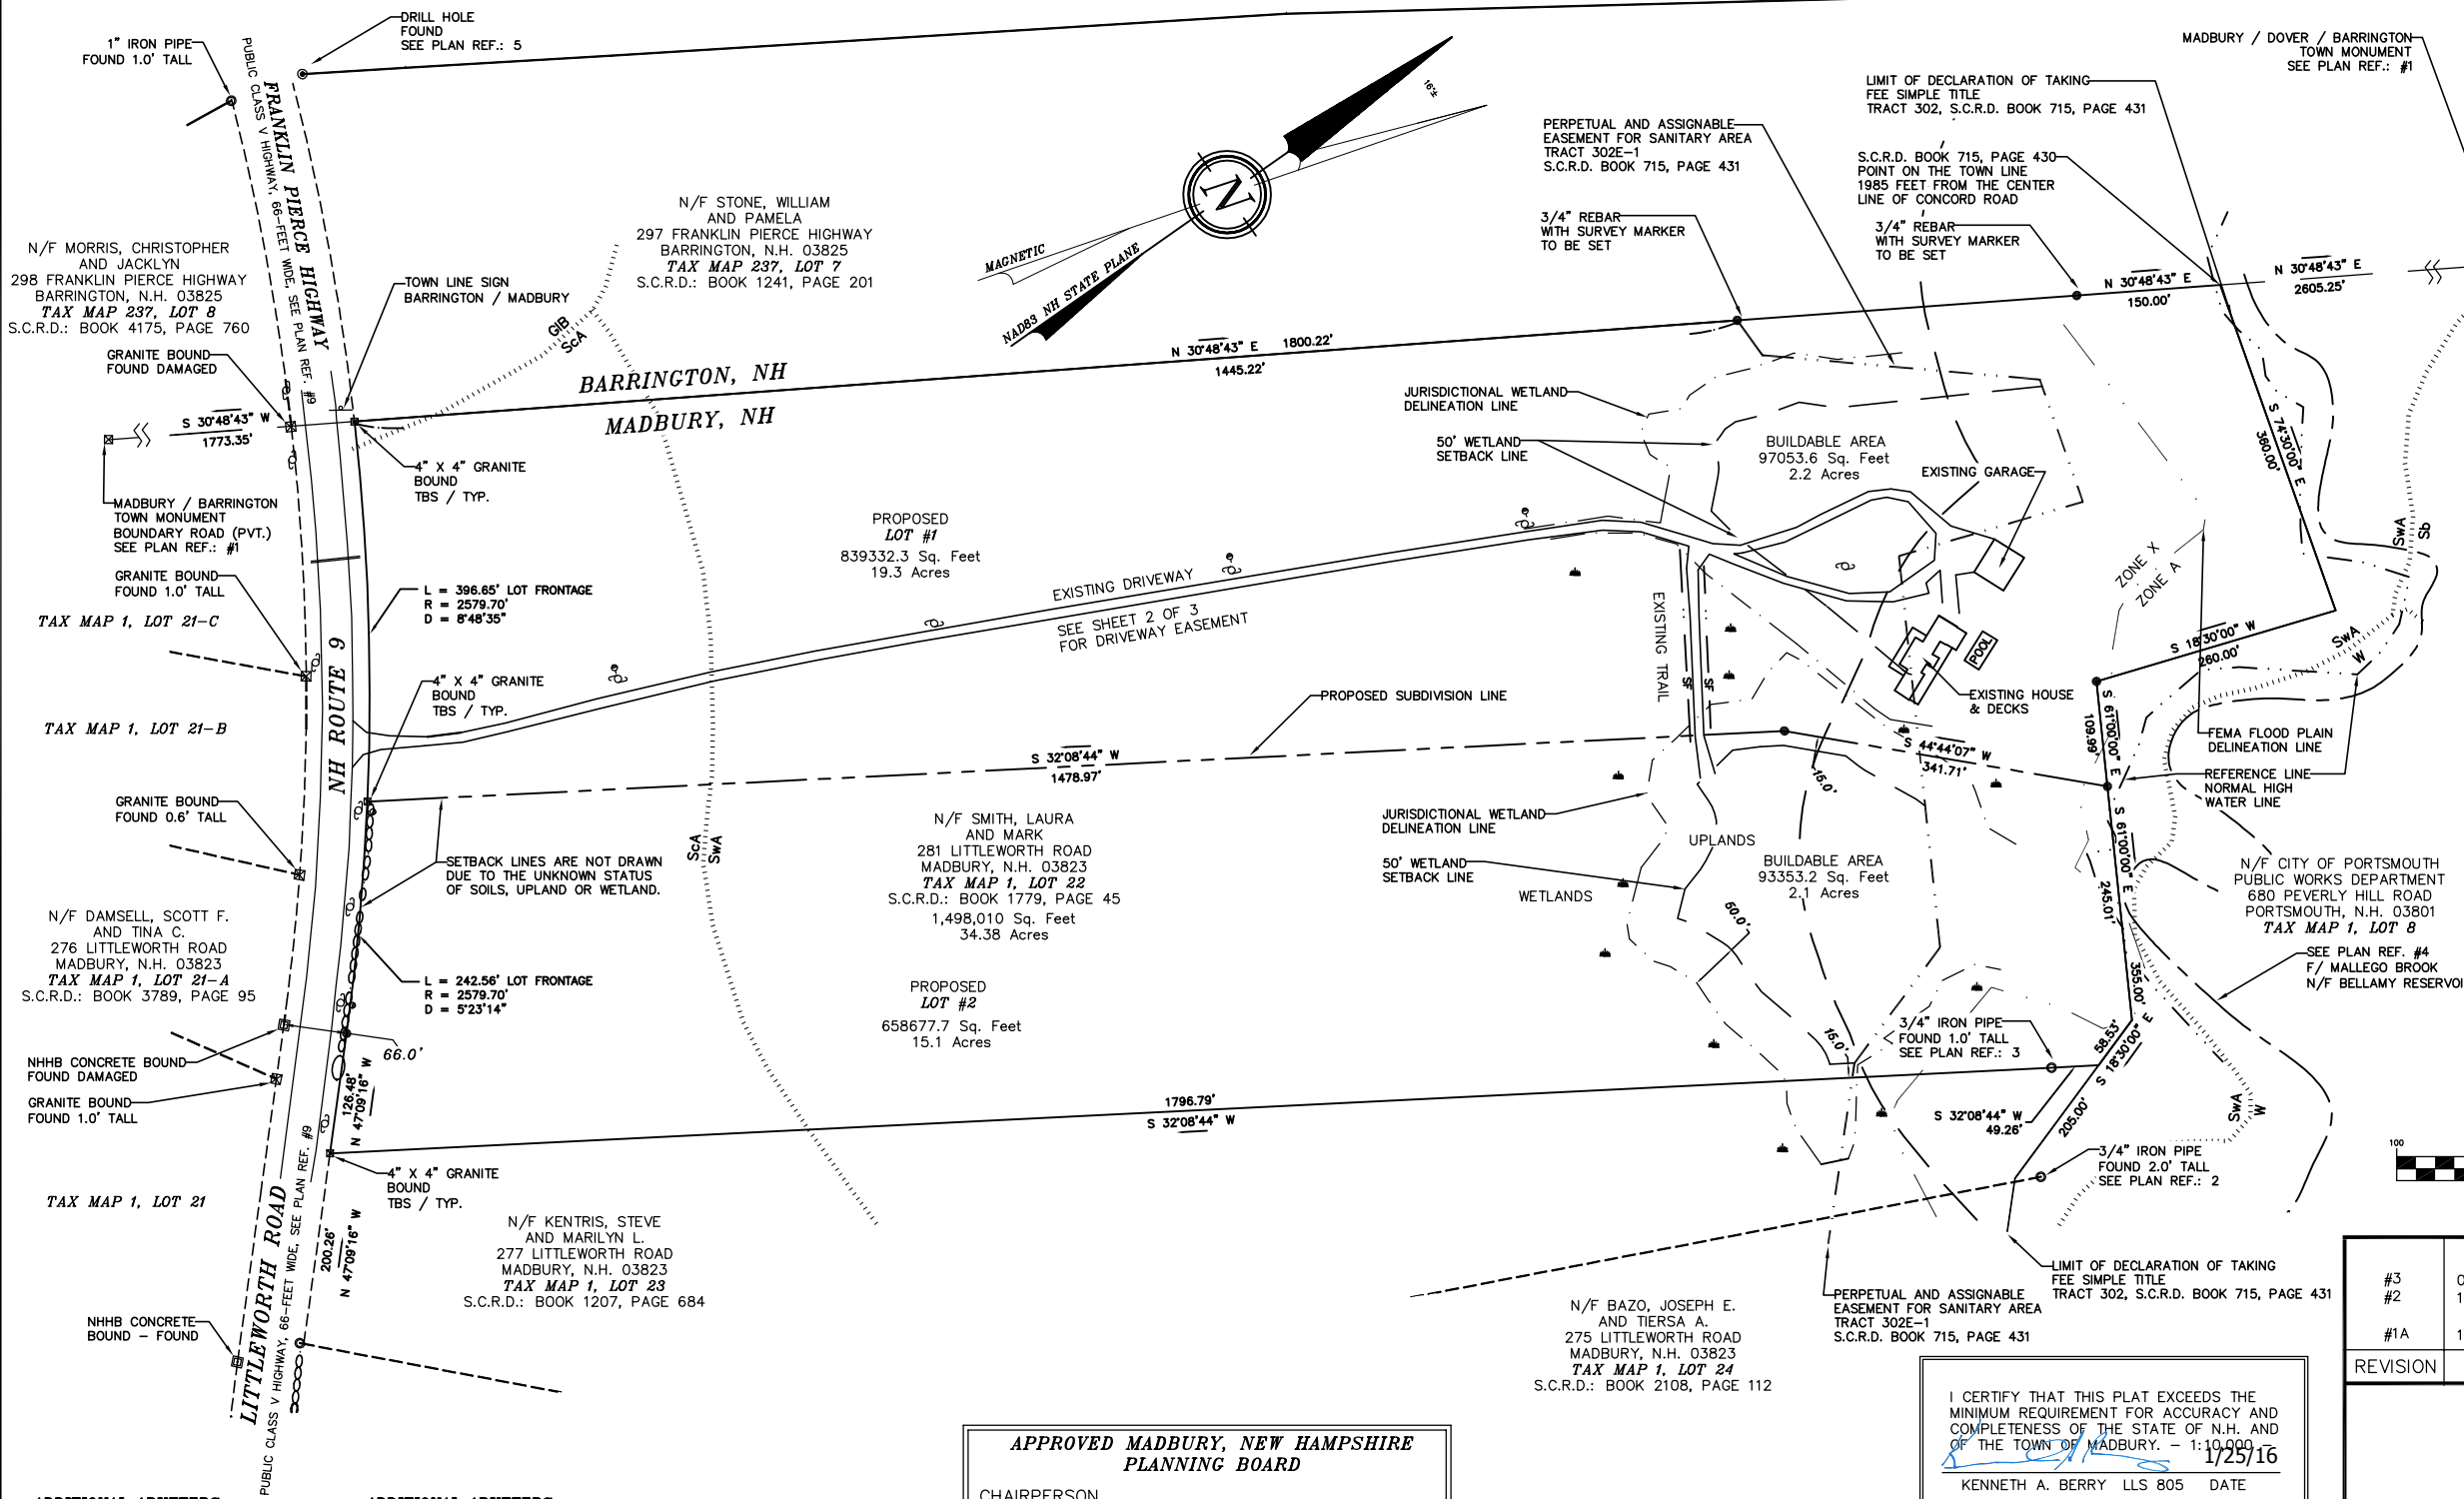 DRILL HOLE
FOUND
SEE PLAN REF.: 5
1" IRON PIPE
FOUND 1.0' TALL
PUBLIC CLASS V HIGHWAY, 66-FEET WIDE, SEE PLAN REF. #9
FRANKLIN PIERCE HIGHWAY
MADBURY / DOVER / BARRINGTON
TOWN MONUMENT
SEE PLAN REF.: #1
LIMIT OF DECLARATION OF TAKING
FEE SIMPLE TITLE
TRACT 302, S.C.R.D. BOOK 715, PAGE 431
PERPETUAL AND ASSIGNABLE
EASEMENT FOR SANITARY AREA
TRACT 302E-1
S.C.R.D. BOOK 715, PAGE 431
S.C.R.D. BOOK 715, PAGE 430
POINT ON THE TOWN LINE
1985 FEET FROM THE CENTER
LINE OF CONCORD ROAD
3/4" REBAR
WITH SURVEY MARKER
TO BE SET
3/4" REBAR
WITH SURVEY MARKER
TO BE SET
16°±
N
MAGNETIC
NAD83 NH STATE PLANE
N/F STONE, WILLIAM
AND PAMELA
297 FRANKLIN PIERCE HIGHWAY
BARRINGTON, N.H. 03825
TAX MAP 237, LOT 7
S.C.R.D.: BOOK 1241, PAGE 201
N/F MORRIS, CHRISTOPHER
AND JACKLYN
298 FRANKLIN PIERCE HIGHWAY
BARRINGTON, N.H. 03825
TAX MAP 237, LOT 8
S.C.R.D.: BOOK 4175, PAGE 760
TOWN LINE SIGN
BARRINGTON / MADBURY
GRANITE BOUND
FOUND DAMAGED
GIB
ScA
N 30°48'43" E
150.00'
N 30°48'43" E
2605.25'
N 30°48'43" E 1800.22'
1445.22'
BARRINGTON, NH
MADBURY, NH
S 30°48'43" W
1773.35'
4" X 4" GRANITE
BOUND
TBS / TYP.
MADBURY / BARRINGTON
TOWN MONUMENT
BOUNDARY ROAD (PVT.)
SEE PLAN REF.: #1
JURISDICTIONAL WETLAND
DELINEATION LINE
50' WETLAND
SETBACK LINE
BUILDABLE AREA
97053.6 Sq. Feet
2.2 Acres
EXISTING GARAGE
S 74°30'00" E
360.00'
SwA
Sb
PROPOSED
LOT #1
839332.3 Sq. Feet
19.3 Acres
GRANITE BOUND
FOUND 1.0' TALL
TAX MAP 1, LOT 21-C
L = 396.65' LOT FRONTAGE
R = 2579.70'
D = 8°48'35"
EXISTING DRIVEWAY
SEE SHEET 2 OF 3
FOR DRIVEWAY EASEMENT
EXISTING TRAIL
SF
SF
ZONE X
ZONE A
POOL
EXISTING HOUSE
& DECKS
S 18°30'00" W
260.00'
SwA
W
NH ROUTE 9
4" X 4" GRANITE
BOUND
TBS / TYP.
PROPOSED SUBDIVISION LINE
TAX MAP 1, LOT 21-B
S 32°08'44" W
1478.97'
S 44°44'07" W
341.71'
S 61°00'00" E
109.99'
FEMA FLOOD PLAIN
DELINEATION LINE
REFERENCE LINE
NORMAL HIGH
WATER LINE
15.0'
GRANITE BOUND
FOUND 0.6' TALL
SETBACK LINES ARE NOT DRAWN
DUE TO THE UNKNOWN STATUS
OF SOILS, UPLAND OR WETLAND.
ScA
SwA
N/F SMITH, LAURA
AND MARK
281 LITTLEWORTH ROAD
MADBURY, N.H. 03823
TAX MAP 1, LOT 22
S.C.R.D.: BOOK 1779, PAGE 45
1,498,010 Sq. Feet
34.38 Acres
JURISDICTIONAL WETLAND
DELINEATION LINE
50' WETLAND
SETBACK LINE
UPLANDS
WETLANDS
BUILDABLE AREA
93353.2 Sq. Feet
2.1 Acres
S 61°00'00" E
245.01'
355.00'
N/F CITY OF PORTSMOUTH
PUBLIC WORKS DEPARTMENT
680 PEVERLY HILL ROAD
PORTSMOUTH, N.H. 03801
TAX MAP 1, LOT 8
SEE PLAN REF. #4
F/ MALLEGO BROOK
N/F BELLAMY RESERVOI
N/F DAMSELL, SCOTT F.
AND TINA C.
276 LITTLEWORTH ROAD
MADBURY, N.H. 03823
TAX MAP 1, LOT 21-A
S.C.R.D.: BOOK 3789, PAGE 95
L = 242.56' LOT FRONTAGE
R = 2579.70'
D = 5°23'14"
PROPOSED
LOT #2
658677.7 Sq. Feet
15.1 Acres
15.0'
3/4" IRON PIPE
FOUND 1.0' TALL
SEE PLAN REF.: 3
58.53'
S 18°30'00" E
205.00'
S 32°08'44" W
49.26'
SwA
W
NHHB CONCRETE BOUND
FOUND DAMAGED
GRANITE BOUND
FOUND 1.0' TALL
66.0'
126.48'
N 47°09'16" W
1796.79'
S 32°08'44" W
4" X 4" GRANITE
BOUND
TBS / TYP.
3/4" IRON PIPE
FOUND 2.0' TALL
SEE PLAN REF.: 2
100
TAX MAP 1, LOT 21
N/F KENTRIS, STEVE
AND MARILYN L.
277 LITTLEWORTH ROAD
MADBURY, N.H. 03823
TAX MAP 1, LOT 23
S.C.R.D.: BOOK 1207, PAGE 684
200.26'
N 47°09'16" W
LITTLEWORTH ROAD
PUBLIC CLASS V HIGHWAY, 66-FEET WIDE, SEE PLAN REF. #9
NHHB CONCRETE
BOUND - FOUND
N/F BAZO, JOSEPH E.
AND TIERSA A.
275 LITTLEWORTH ROAD
MADBURY, N.H. 03823
TAX MAP 1, LOT 24
S.C.R.D.: BOOK 2108, PAGE 112
PERPETUAL AND ASSIGNABLE
EASEMENT FOR SANITARY AREA
TRACT 302E-1
S.C.R.D. BOOK 715, PAGE 431
LIMIT OF DECLARATION OF TAKING
FEE SIMPLE TITLE
TRACT 302, S.C.R.D. BOOK 715, PAGE 431
#3
#2
#1A
REVISION
APPROVED MADBURY, NEW HAMPSHIRE
PLANNING BOARD
CHAIRPERSON
I CERTIFY THAT THIS PLAT EXCEEDS THE
MINIMUM REQUIREMENT FOR ACCURACY AND
COMPLETENESS OF THE STATE OF N.H. AND
OF THE TOWN OF MADBURY. - 1:10,000 -
1/25/16
KENNETH A. BERRY LLS 805 DATE